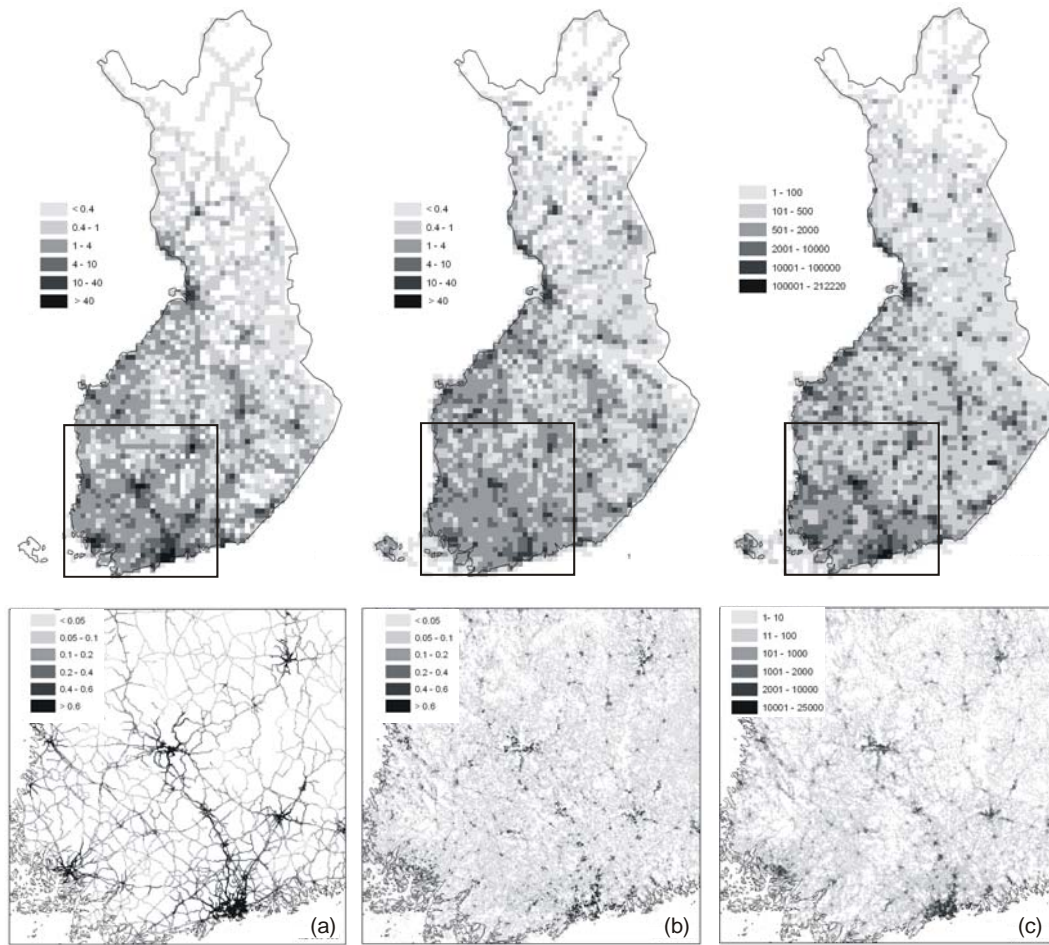 < 0.4
0.4 - 1
1 - 4
4 - 10
10 - 40
> 40
< 0.4
0.4 - 1
1 - 4
4 - 10
10 - 40
> 40
1 - 100
101 - 500
501 - 2000
2001 - 10000
10001 - 100000
100001 - 212220
< 0.05
0.05 - 0.1
0.1 - 0.2
0.2 - 0.4
0.4 - 0.6
> 0.6
(a)
< 0.05
0.05 - 0.1
0.1 - 0.2
0.2 - 0.4
0.4 - 0.6
> 0.6
(b)
1- 10
11 - 100
101 - 1000
1001 - 2000
2001 - 10000
10001 - 25000
(c)